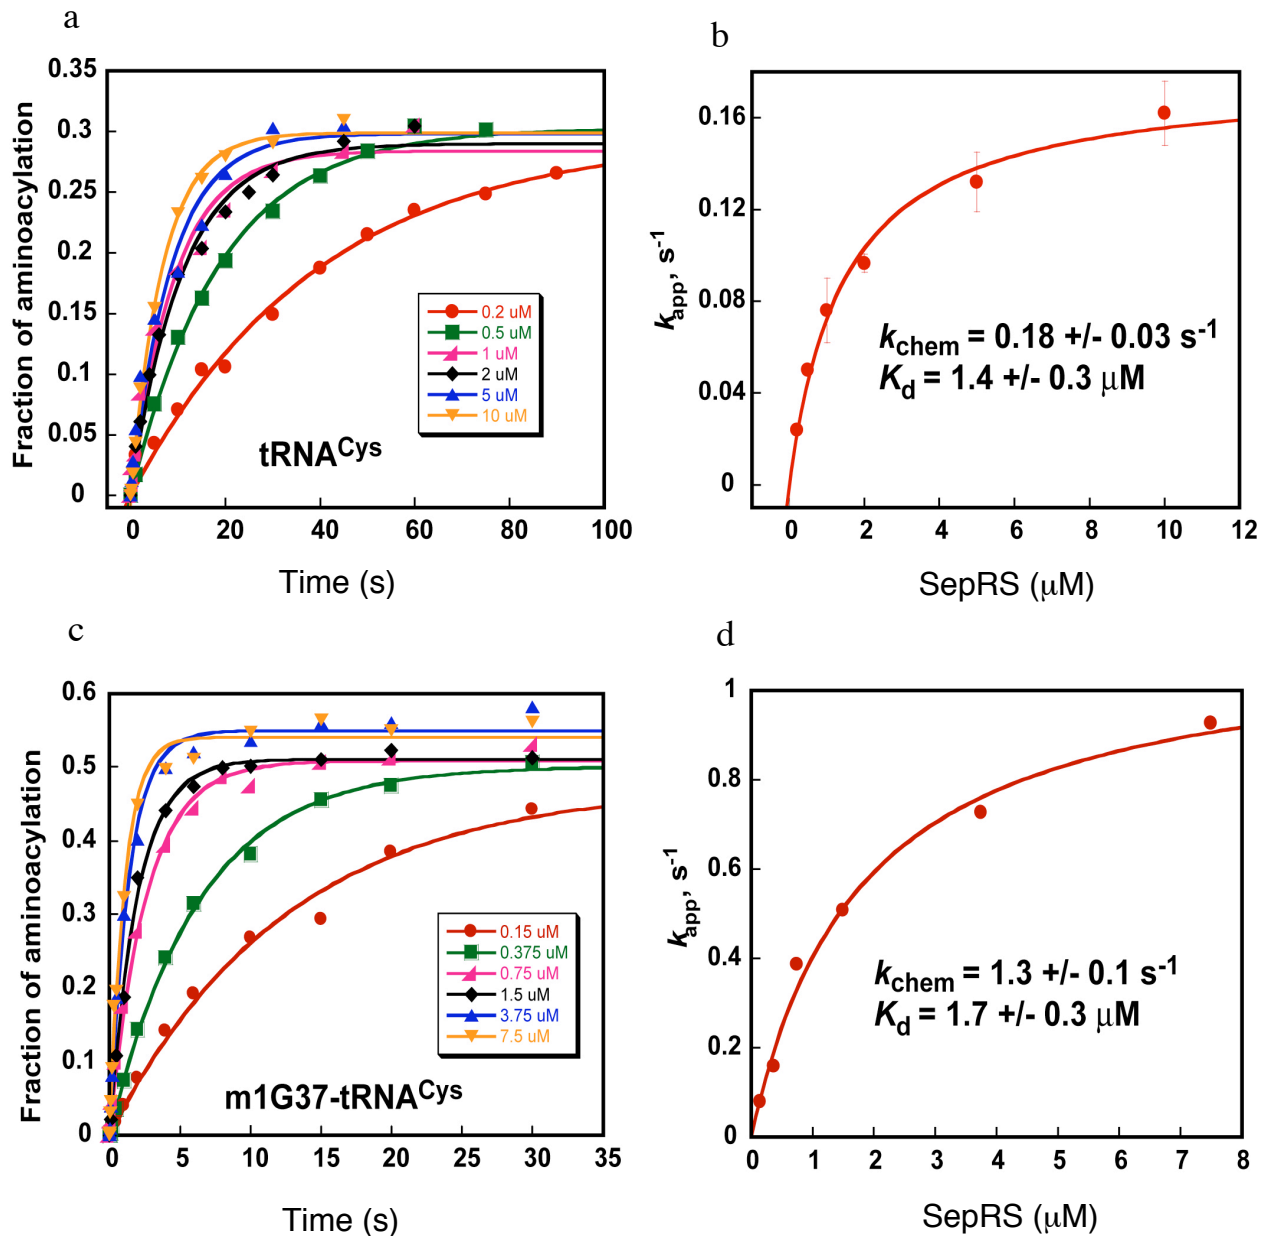 a
0.35
0.3
0.25
0.2
0.15
0.1
0.05
0
Fraction of aminoacylation
0.2 uM
0.5 uM
1 uM
2 uM
5 uM
10 uM
tRNACys
0 20 40 60 80 100
Time (s)
b
0.16
0.12
0.08
0.04
0
kapp, s-1
kchem = 0.18 +/- 0.03 s-1
Kd = 1.4 +/- 0.3 μM
0 2 4 6 8 10 12
SepRS (μM)
c
0.6
0.5
0.4
0.3
0.2
0.1
0
Fraction of aminoacylation
0.15 uM
0.375 uM
0.75 uM
1.5 uM
3.75 uM
7.5 uM
m1G37-tRNACys
0 5 10 15 20 25 30 35
Time (s)
d
1
0.8
0.6
0.4
0.2
0
kapp, s-1
kchem = 1.3 +/- 0.1 s-1
Kd = 1.7 +/- 0.3 μM
0 1 2 3 4 5 6 7 8
SepRS (μM)